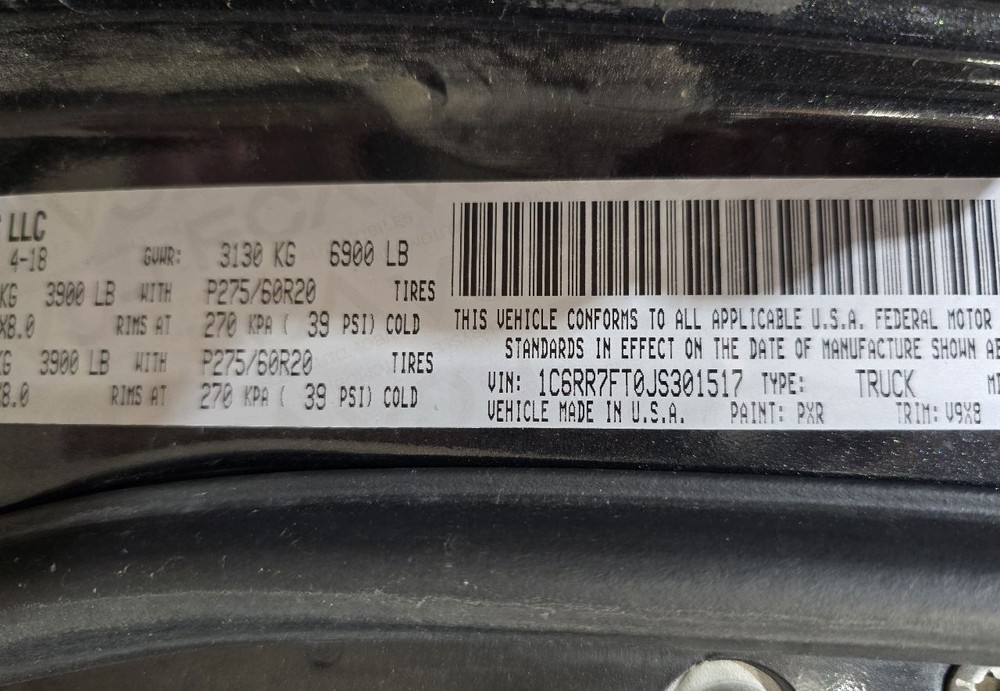 LLC
4-18 GVWR: 3130 KG 6900 LB
KG 3900 LB WITH P275/60R20 TIRES
X8.0 RIMS AT 270 KPA ( 39 PSI) COLD
KG 3900 LB WITH P275/60R20 TIRES
X8.0 RIMS AT 270 KPA ( 39 PSI) COLD
THIS VEHICLE CONFORMS TO ALL APPLICABLE U.S.A. FEDERAL MOTOR
STANDARDS IN EFFECT ON THE DATE OF MANUFACTURE SHOWN AB
VIN: 1C6RR7FT0JS301517 TYPE: TRUCK M
VEHICLE MADE IN U.S.A. PAINT: PXR TRIM: V9X8